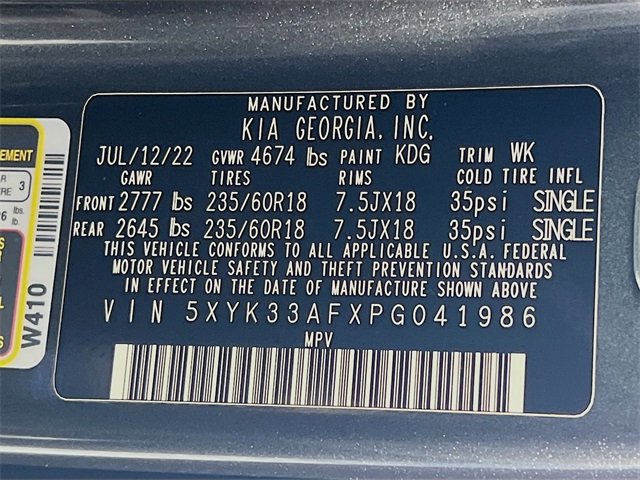 MANUFACTURED BY
KIA GEORGIA, INC.
JUL/12/22 GVWR 4674 lbs PAINT KDG TRIM WK
GAWR TIRES RIMS COLD TIRE INFL
FRONT 2777 lbs 235/60R18 7.5JX18 35psi SINGLE
REAR 2645 lbs 235/60R18 7.5JX18 35psi SINGLE
THIS VEHICLE CONFORMS TO ALL APPLICABLE U.S.A. FEDERAL
MOTOR VEHICLE SAFETY AND THEFT PREVENTION STANDARDS
IN EFFECT ON THE DATE OF MANUFACTURE SHOWN ABOVE
VIN 5XYK33AFXPG041986
MPV
W410
3
lbs.
lb.